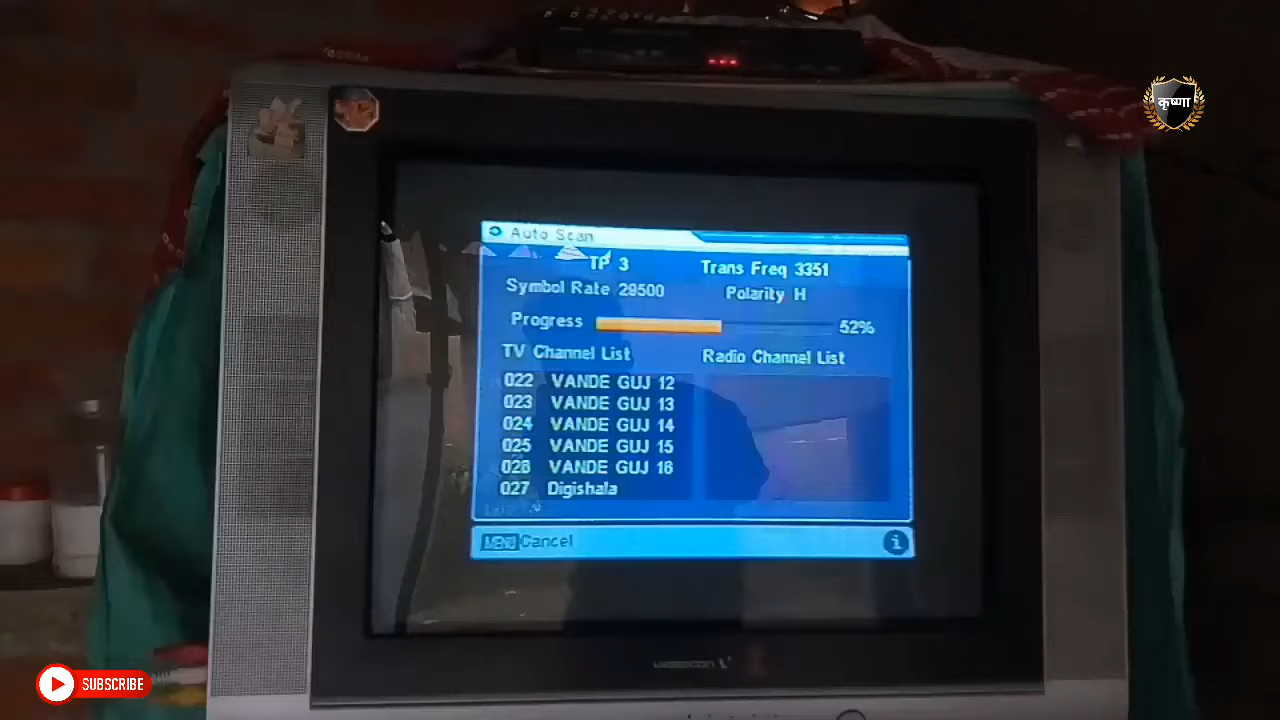 कृष्णा
Auto Scan
TP 3
Trans Freq 3351
Symbol Rate 29500
Polarity H
Progress
52%
TV Channel List
Radio Channel List
022 VANDE GUJ 12
023 VANDE GUJ 13
024 VANDE GUJ 14
025 VANDE GUJ 15
026 VANDE GUJ 16
027 Digishala
MENU Cancel
i
SUBSCRIBE